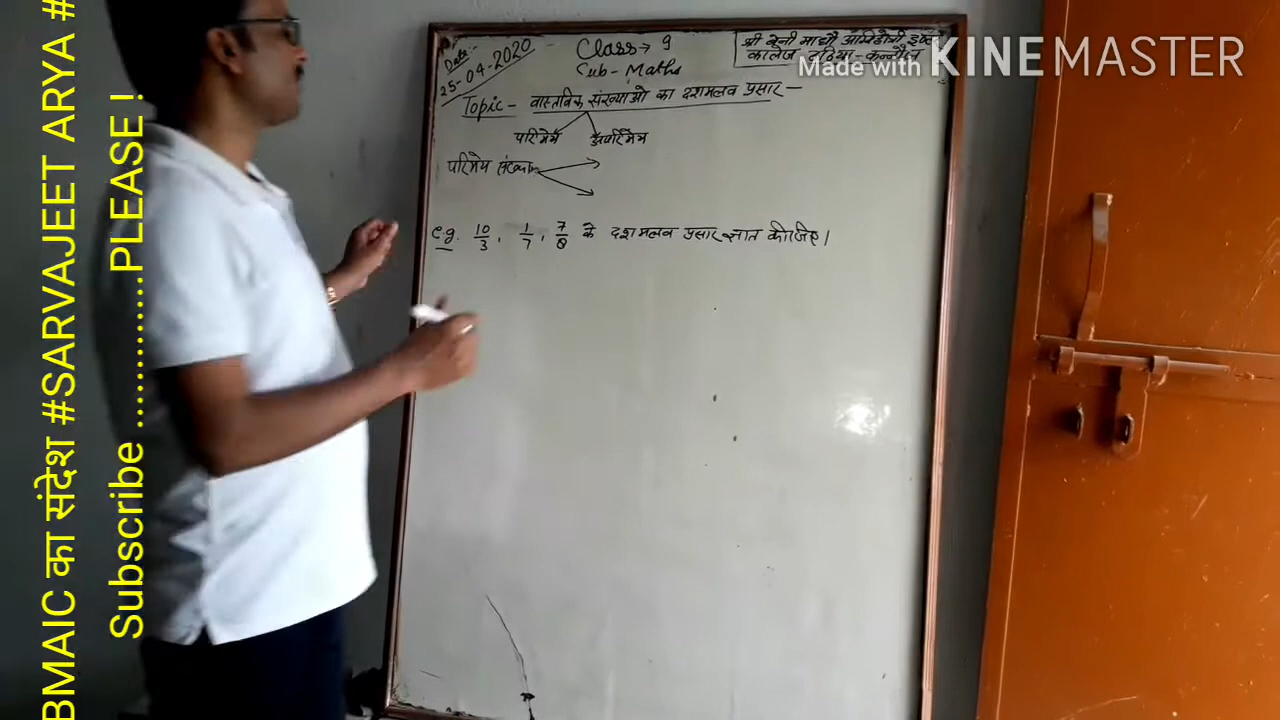 BMAIC का संदेश #SARVAJEET ARYA #
Subscribe ................PLEASE !
Made with KINEMASTER
Date:-
25-04-2020
Class → 9
Sub - Maths
श्री बेनी माधौ
कालेज
Topic - वास्तविक संख्याओ का दशमलव प्रसार -
परिमेय अपरिमेय
परिमेय संख्या
e.g. 10/3, 1/7, 7/8 के दशमलव प्रसार ज्ञात कीजिए।